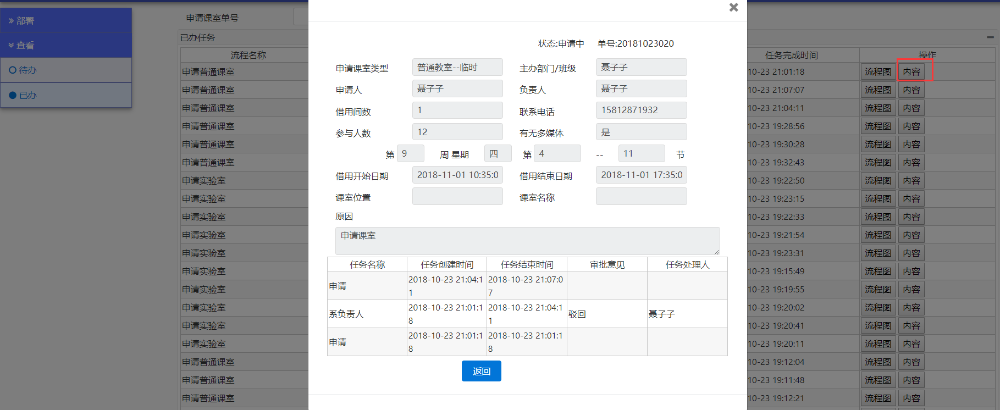 部署
查看
待办
已办
申请课室单号
已办任务
流程名称
申请普通课室
申请普通课室
申请普通课室
申请普通课室
申请普通课室
申请普通课室
申请实验室
申请实验室
申请实验室
申请实验室
申请实验室
申请实验室
申请实验室
申请实验室
申请实验室
申请实验室
申请普通课室
申请普通课室
申请普通课室
状态:申请中 单号:20181023020
申请课室类型 普通教室--临时 主办部门/班级 聂子子
申请人 聂子子 负责人 聂子子
借用间数 1 联系电话 15812871932
参与人数 12 有无多媒体 是
第 9 周 星期 四 第 4 -- 11 节
借用开始日期 2018-11-01 10:35:0 借用结束日期 2018-11-01 17:35:0
课室位置 课室名称
原因
申请课室
任务名称 任务创建时间 任务结束时间 审批意见 任务处理人
申请 2018-10-23 21:04:11 2018-10-23 21:07:07
系负责人 2018-10-23 21:01:18 2018-10-23 21:04:11 驳回 聂子子
申请 2018-10-23 21:01:18 2018-10-23 21:01:18
返回
任务完成时间 操作
10-23 21:01:18 流程图 内容
10-23 21:07:07 流程图 内容
10-23 21:04:11 流程图 内容
10-23 19:28:56 流程图 内容
10-23 19:30:28 流程图 内容
10-23 19:32:43 流程图 内容
10-23 19:22:50 流程图 内容
10-23 19:23:15 流程图 内容
10-23 19:22:33 流程图 内容
10-23 19:21:54 流程图 内容
10-23 19:23:31 流程图 内容
10-23 19:15:49 流程图 内容
10-23 19:19:55 流程图 内容
10-23 19:20:02 流程图 内容
10-23 19:20:41 流程图 内容
10-23 19:20:11 流程图 内容
10-23 19:12:04 流程图 内容
10-23 19:11:48 流程图 内容
10-23 19:12:21 流程图 内容